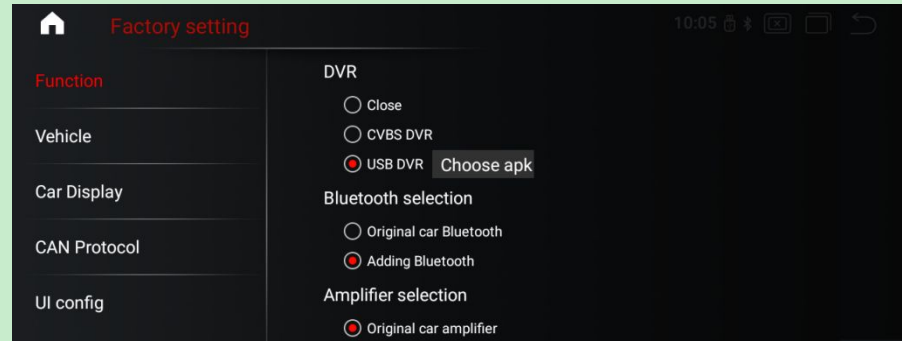 Factory setting
10:05
Function
Vehicle
Car Display
CAN Protocol
UI config
DVR
Close
CVBS DVR
USB DVR Choose apk
Bluetooth selection
Original car Bluetooth
Adding Bluetooth
Amplifier selection
Original car amplifier